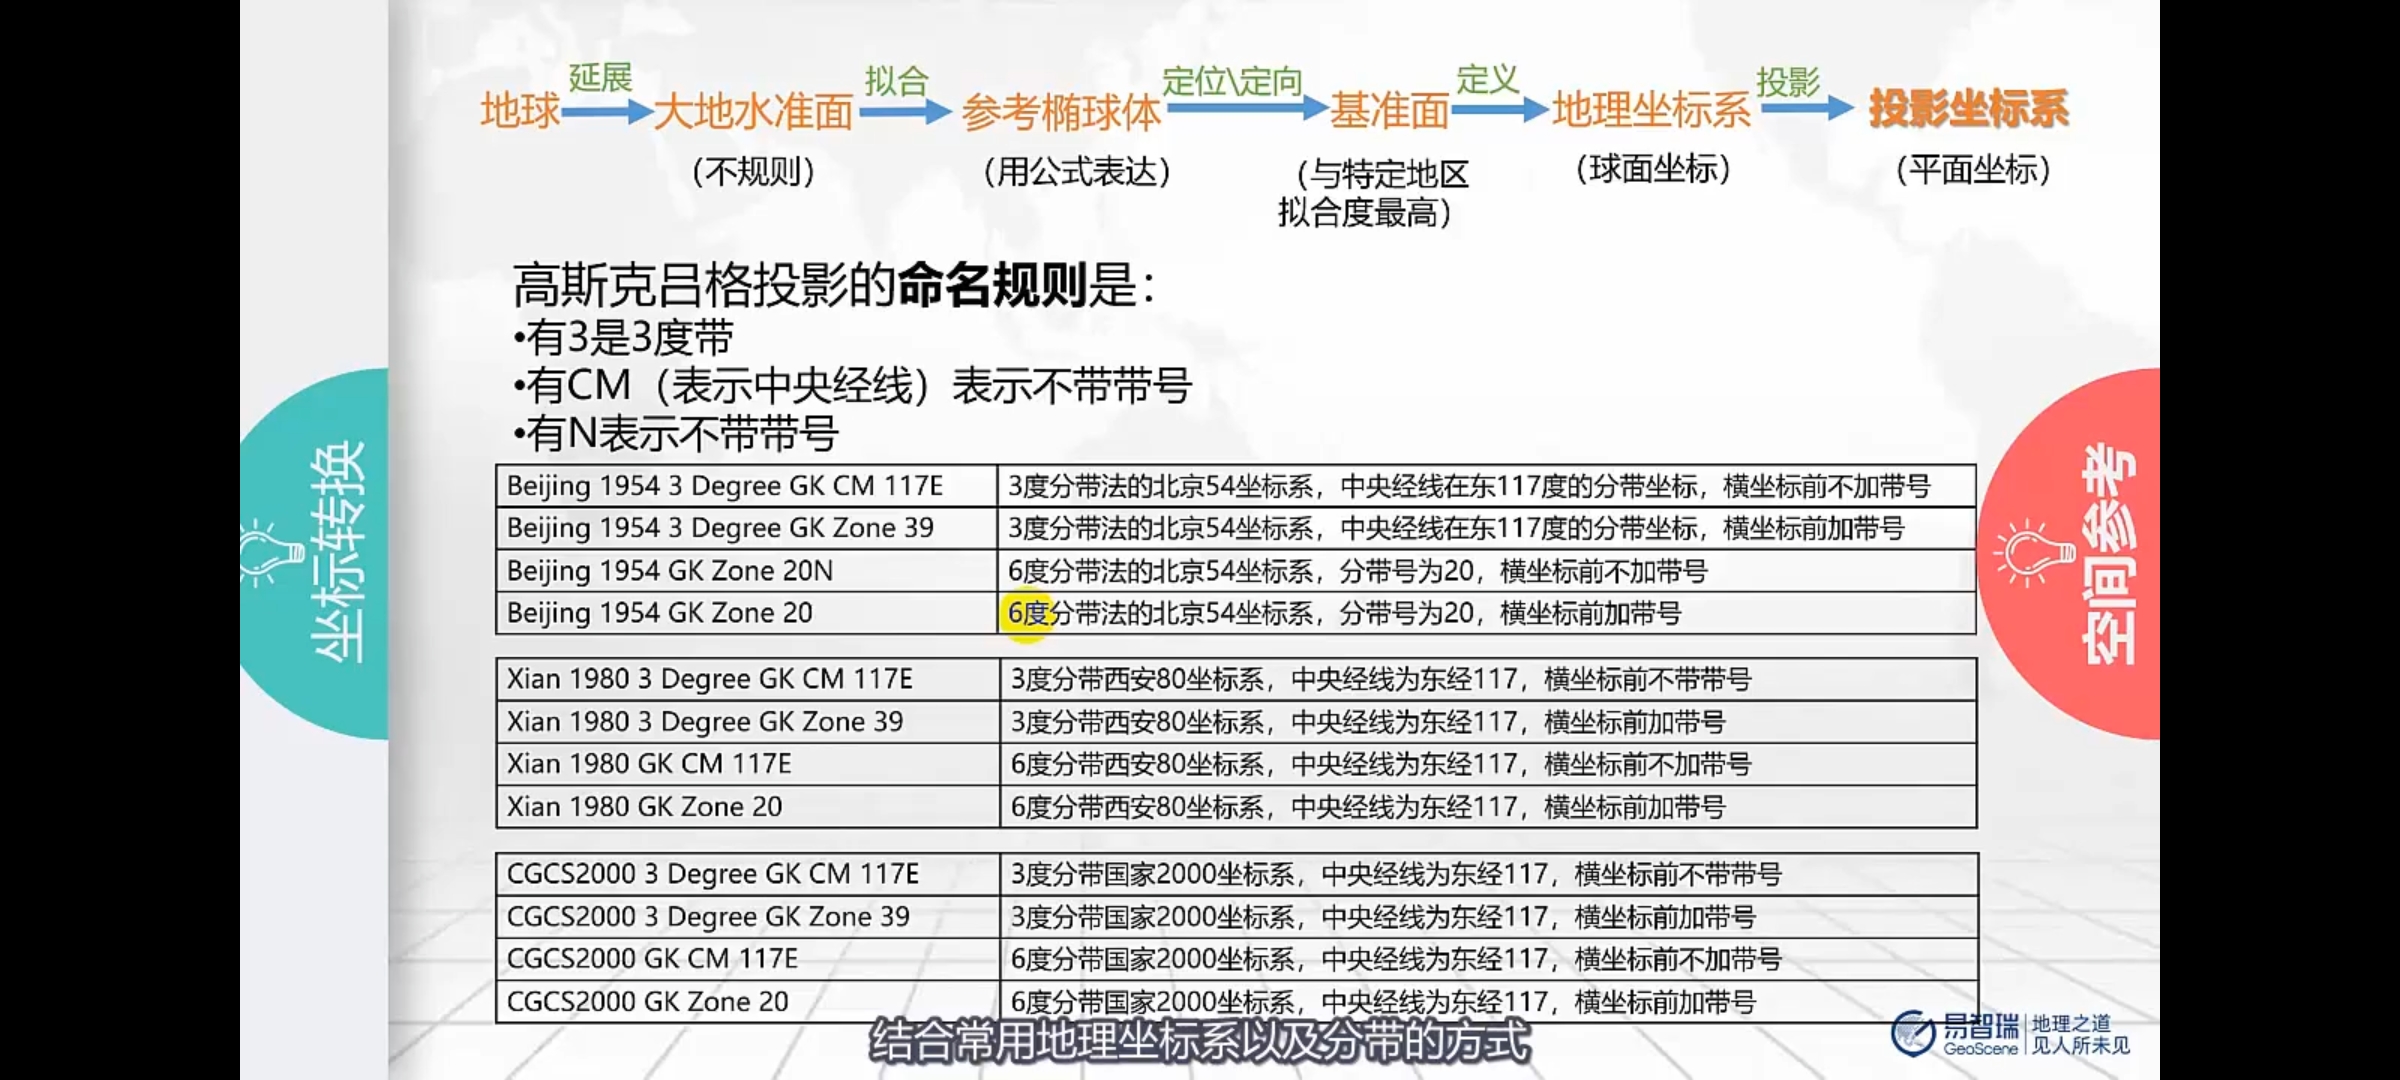 延展 拟合 定位\定向 定义 投影
地球 大地水准面 参考椭球体 基准面 地理坐标系 投影坐标系
（不规则） （用公式表达） （与特定地区 （球面坐标） （平面坐标）
拟合度最高）
高斯克吕格投影的命名规则是：
•有3是3度带
•有CM（表示中央经线）表示不带带号
•有N表示不带带号
Beijing 1954 3 Degree GK CM 117E 3度分带法的北京54坐标系，中央经线在东117度的分带坐标，横坐标前不加带号
Beijing 1954 3 Degree GK Zone 39 3度分带法的北京54坐标系，中央经线在东117度的分带坐标，横坐标前加带号
Beijing 1954 GK Zone 20N 6度分带法的北京54坐标系，分带号为20，横坐标前不加带号
Beijing 1954 GK Zone 20 6度分带法的北京54坐标系，分带号为20，横坐标前加带号
Xian 1980 3 Degree GK CM 117E 3度分带西安80坐标系，中央经线为东经117，横坐标前不带带号
Xian 1980 3 Degree GK Zone 39 3度分带西安80坐标系，中央经线为东经117，横坐标前加带号
Xian 1980 GK CM 117E 6度分带西安80坐标系，中央经线为东经117，横坐标前不加带号
Xian 1980 GK Zone 20 6度分带西安80坐标系，中央经线为东经117，横坐标前加带号
CGCS2000 3 Degree GK CM 117E 3度分带国家2000坐标系，中央经线为东经117，横坐标前不带带号
CGCS2000 3 Degree GK Zone 39 3度分带国家2000坐标系，中央经线为东经117，横坐标前加带号
CGCS2000 GK CM 117E 6度分带国家2000坐标系，中央经线为东经117，横坐标前不加带号
CGCS2000 GK Zone 20 6度分带国家2000坐标系，中央经线为东经117，横坐标前加带号
坐标转换
空间参考
结合常用地理坐标系以及分带的方式
易智瑞 地理之道
GeoScene 见人所未见